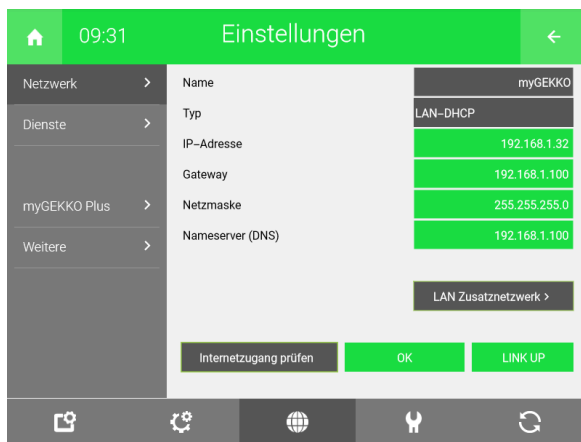 09:31 Einstellungen
Netzwerk
Dienste
myGEKKO Plus
Weitere
Name myGEKKO
Typ LAN-DHCP
IP-Adresse 192.168.1.32
Gateway 192.168.1.100
Netzmaske 255.255.255.0
Nameserver (DNS) 192.168.1.100
LAN Zusatznetzwerk >
Internetzugang prüfen OK LINK UP